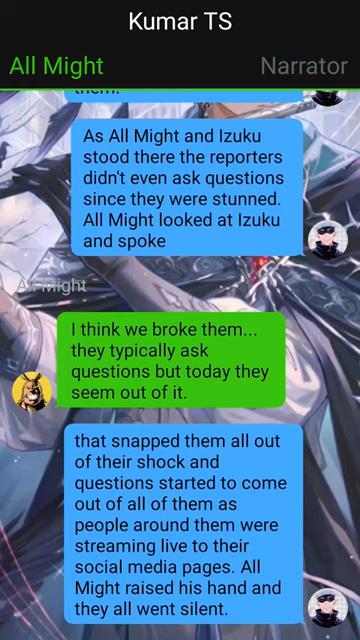 Kumar TS
All Might
Narrator
them.
As All Might and Izuku
stood there the reporters
didn't even ask questions
since they were stunned.
All Might looked at Izuku
and spoke
All Might
I think we broke them...
they typically ask
questions but today they
seem out of it.
that snapped them all out
of their shock and
questions started to come
out of all of them as
people around them were
streaming live to their
social media pages. All
Might raised his hand and
they all went silent.